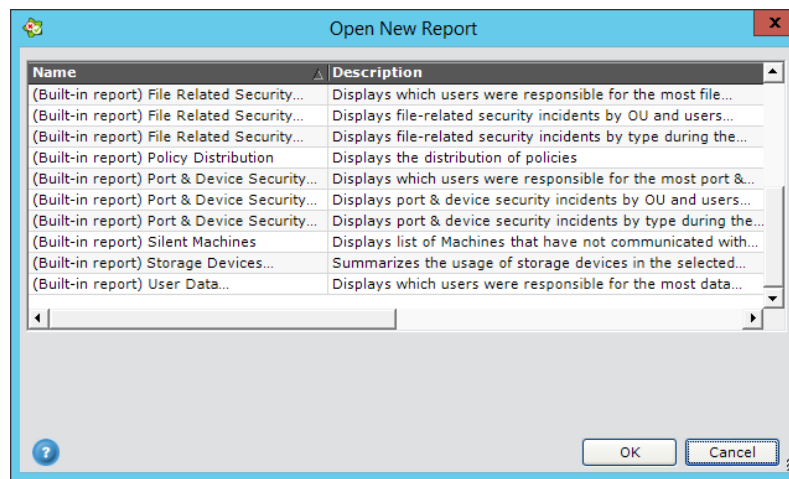 Open New Report
x
Name Description
(Built-in report) File Related Security... Displays which users were responsible for the most file...
(Built-in report) File Related Security... Displays file-related security incidents by OU and users...
(Built-in report) File Related Security... Displays file-related security incidents by type during the...
(Built-in report) Policy Distribution Displays the distribution of policies
(Built-in report) Port & Device Security... Displays which users were responsible for the most port &...
(Built-in report) Port & Device Security... Displays port & device security incidents by OU and users...
(Built-in report) Port & Device Security... Displays port & device security incidents by type during the...
(Built-in report) Silent Machines Displays list of Machines that have not communicated with...
(Built-in report) Storage Devices... Summarizes the usage of storage devices in the selected...
(Built-in report) User Data... Displays which users were responsible for the most data...
?
OK Cancel